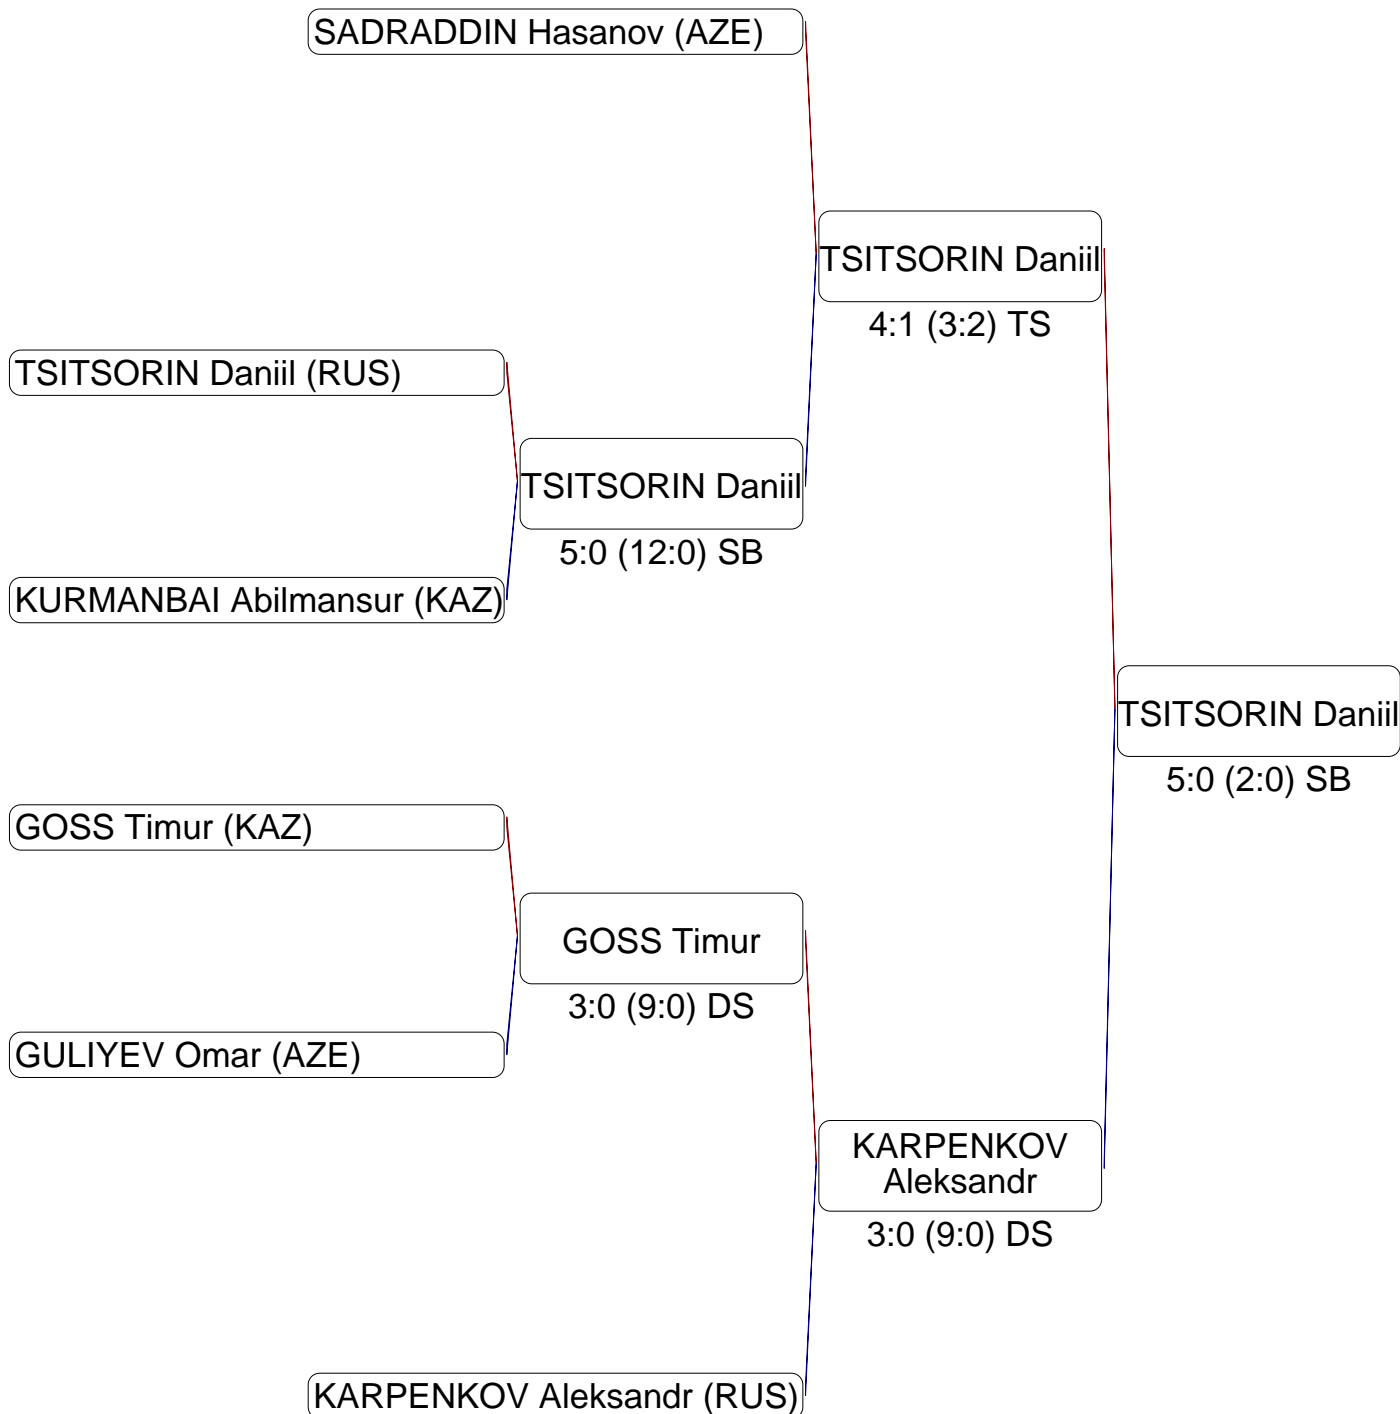 SADRADDIN Hasanov (AZE)
TSITSORIN Daniil
4:1 (3:2) TS
TSITSORIN Daniil (RUS)
TSITSORIN Daniil
5:0 (12:0) SB
KURMANBAI Abilmansur (KAZ)
TSITSORIN Daniil
5:0 (2:0) SB
GOSS Timur (KAZ)
GOSS Timur
3:0 (9:0) DS
GULIYEV Omar (AZE)
KARPENKOV
Aleksandr
3:0 (9:0) DS
KARPENKOV Aleksandr (RUS)